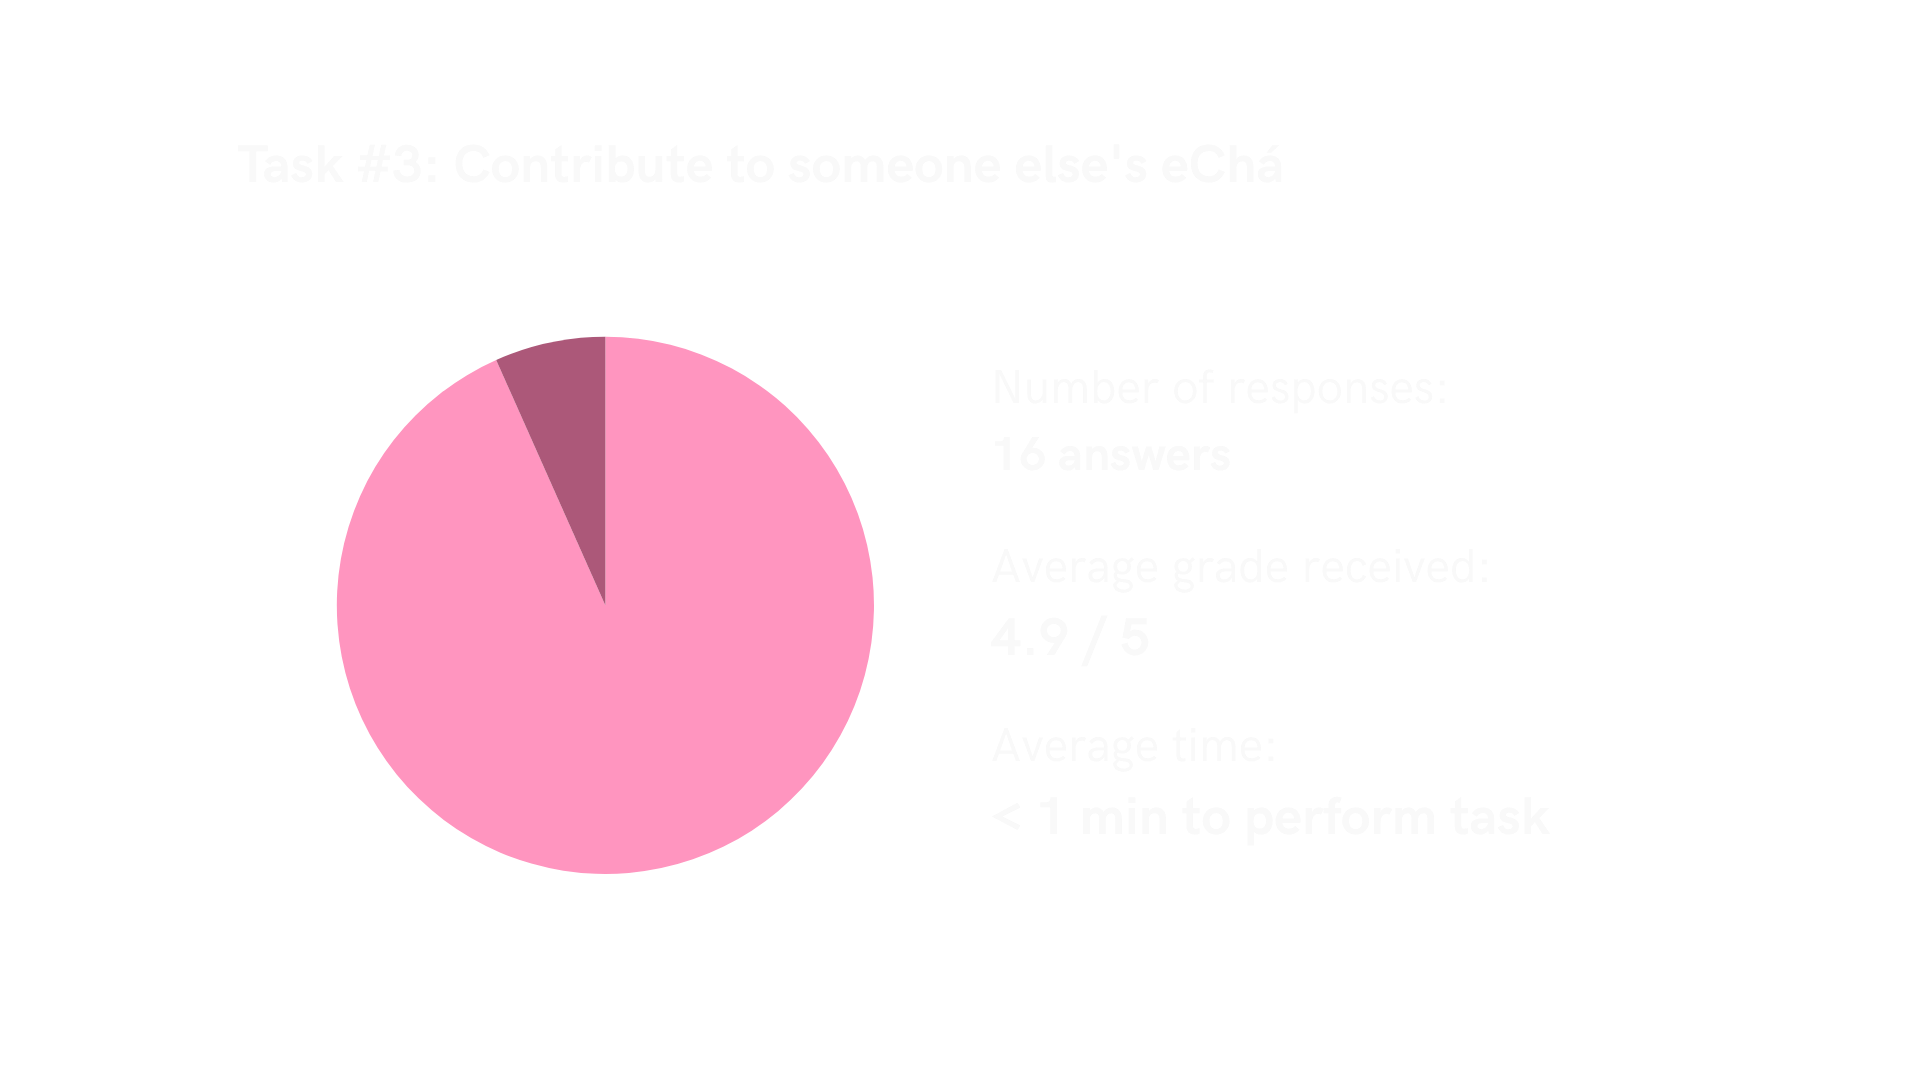 Task #3: Contribute to someone else's eChá
Number of responses:
16 answers
Average grade received:
4.9 / 5
Average time:
< 1 min to perform task